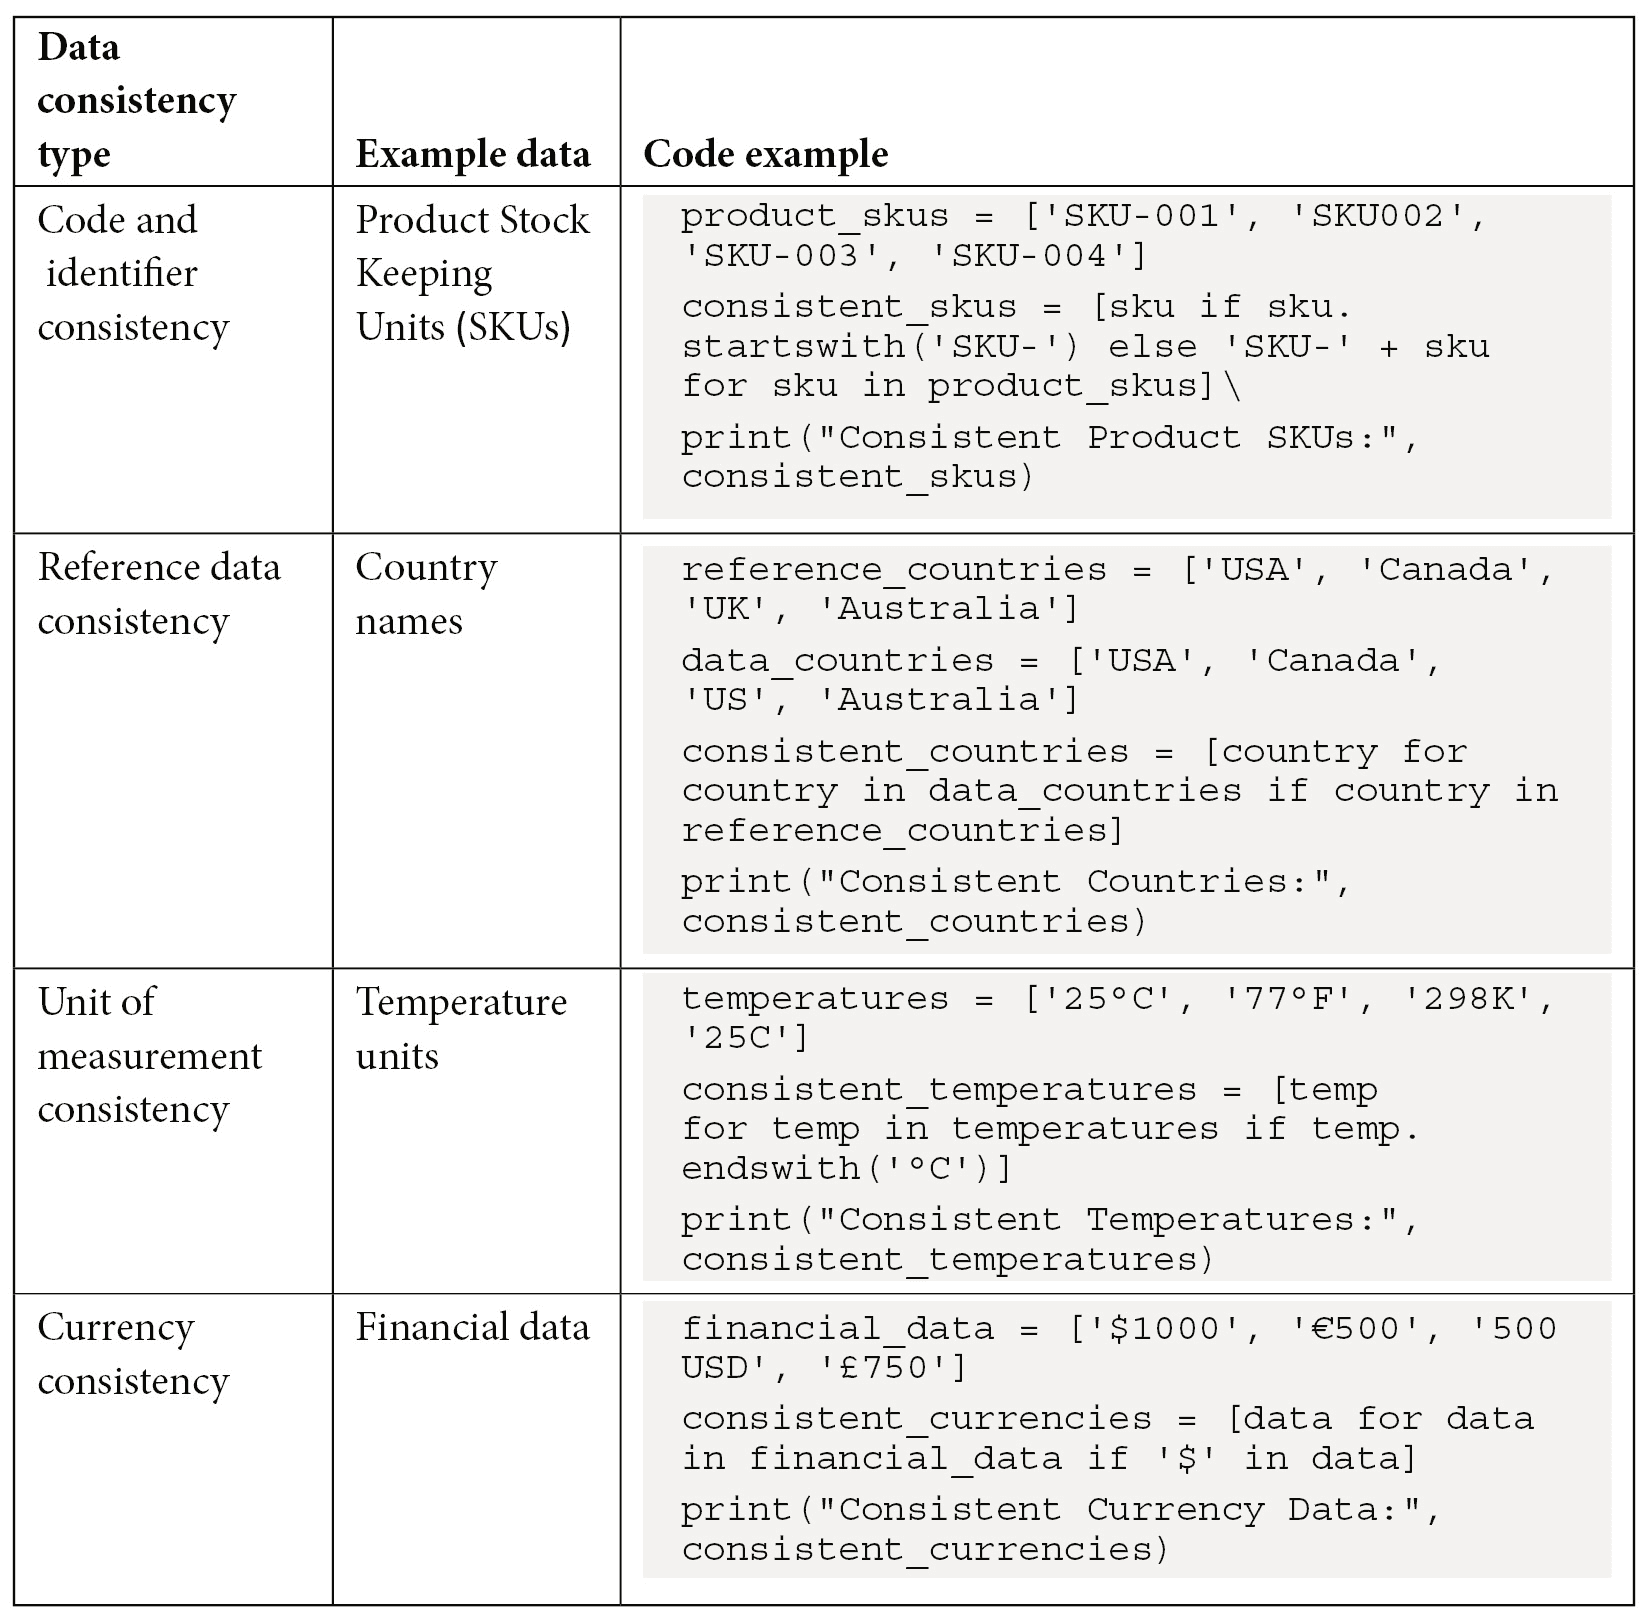 Data
consistency
type
Example data
Code example
Code and
identifier
consistency
Product Stock
Keeping
Units (SKUs)
product_skus = ['SKU-001', 'SKU002',
'SKU-003', 'SKU-004']
consistent_skus = [sku if sku.
startswith('SKU-') else 'SKU-' + sku
for sku in product_skus]\
print("Consistent Product SKUs:",
consistent_skus)
Reference data
consistency
Country
names
reference_countries = ['USA', 'Canada',
'UK', 'Australia']
data_countries = ['USA', 'Canada',
'US', 'Australia']
consistent_countries = [country for
country in data_countries if country in
reference_countries]
print("Consistent Countries:",
consistent_countries)
Unit of
measurement
consistency
Temperature
units
temperatures = ['25°C', '77°F', '298K',
'25C']
consistent_temperatures = [temp
for temp in temperatures if temp.
endswith('°C')]
print("Consistent Temperatures:",
consistent_temperatures)
Currency
consistency
Financial data
financial_data = ['$1000', '€500', '500
USD', '£750']
consistent_currencies = [data for data
in financial_data if '$' in data]
print("Consistent Currency Data:",
consistent_currencies)